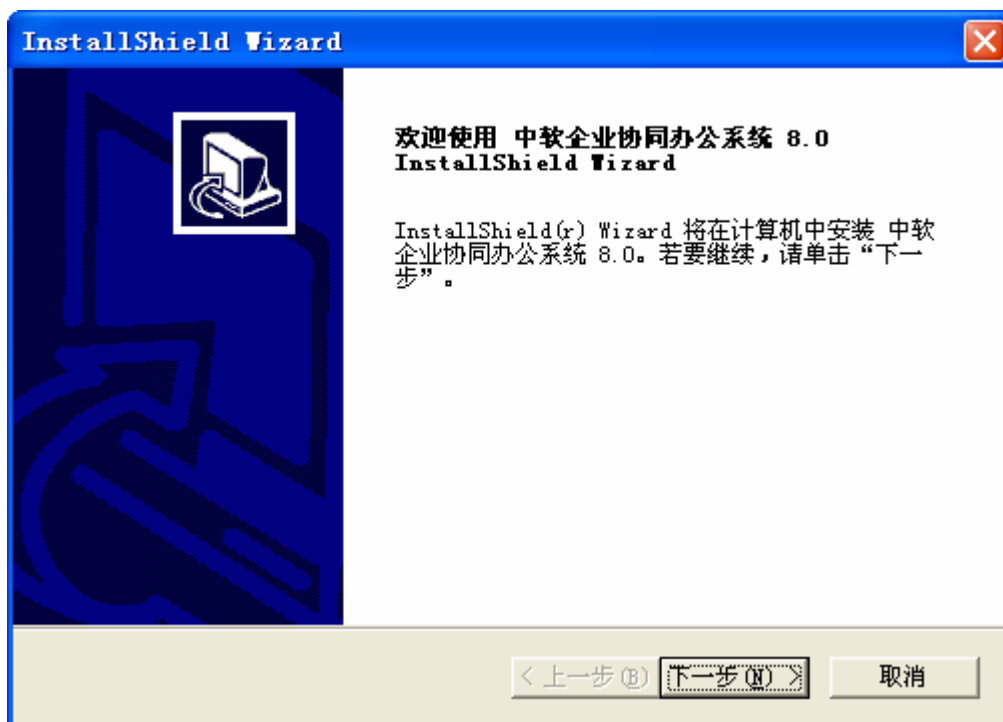 InstallShield Wizard
欢迎使用 中软企业协同办公系统 8.0
InstallShield Wizard
InstallShield(r) Wizard 将在计算机中安装 中软
企业协同办公系统 8.0。若要继续，请单击“下一
步”。
< 上一步(B) 下一步(N) > 取消